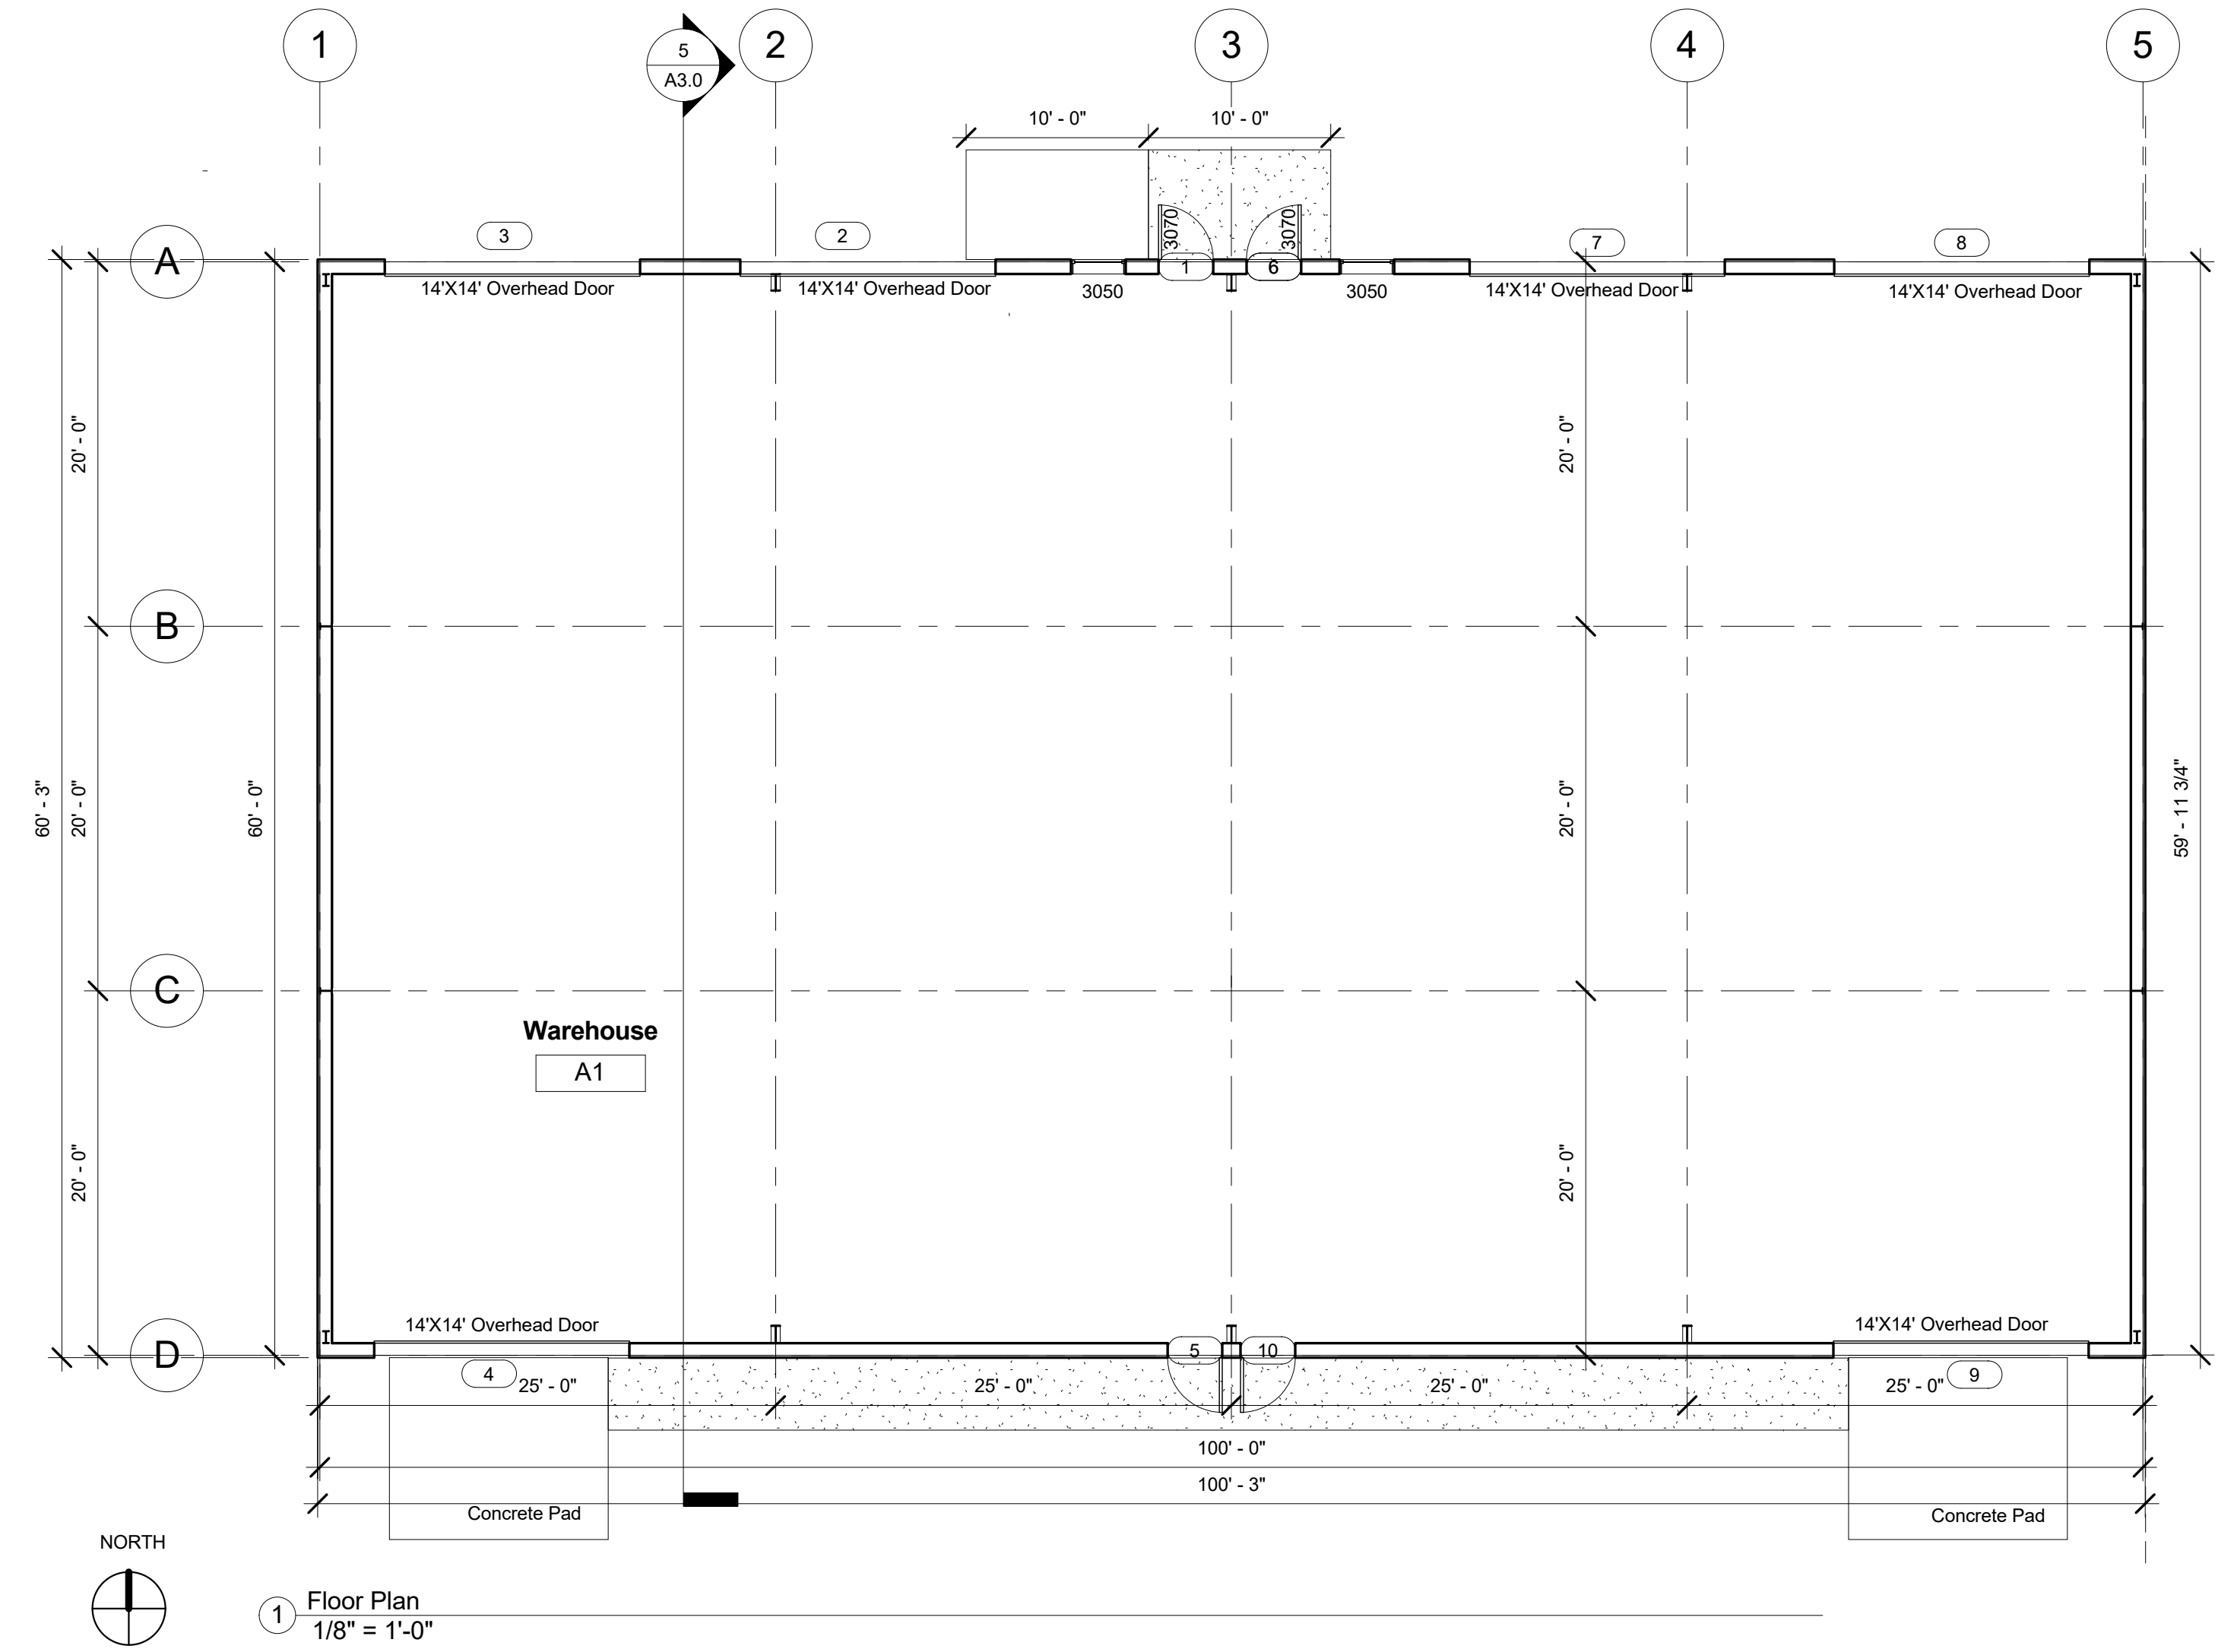 1
5
A3.0
2
3
4
5
10' - 0"
10' - 0"
3
2
3070
3070
7
8
A
1
6
14'X14' Overhead Door
14'X14' Overhead Door
3050
3050
14'X14' Overhead Door
14'X14' Overhead Door
20' - 0"
20' - 0"
B
60' - 3"
20' - 0"
60' - 0"
20' - 0"
59' - 11 3/4"
C
Warehouse
A1
20' - 0"
20' - 0"
14'X14' Overhead Door
14'X14' Overhead Door
D
5
10
4
25' - 0"
25' - 0"
25' - 0"
25' - 0"
9
100' - 0"
100' - 3"
Concrete Pad
Concrete Pad
NORTH
1
Floor Plan
1/8" = 1'-0"